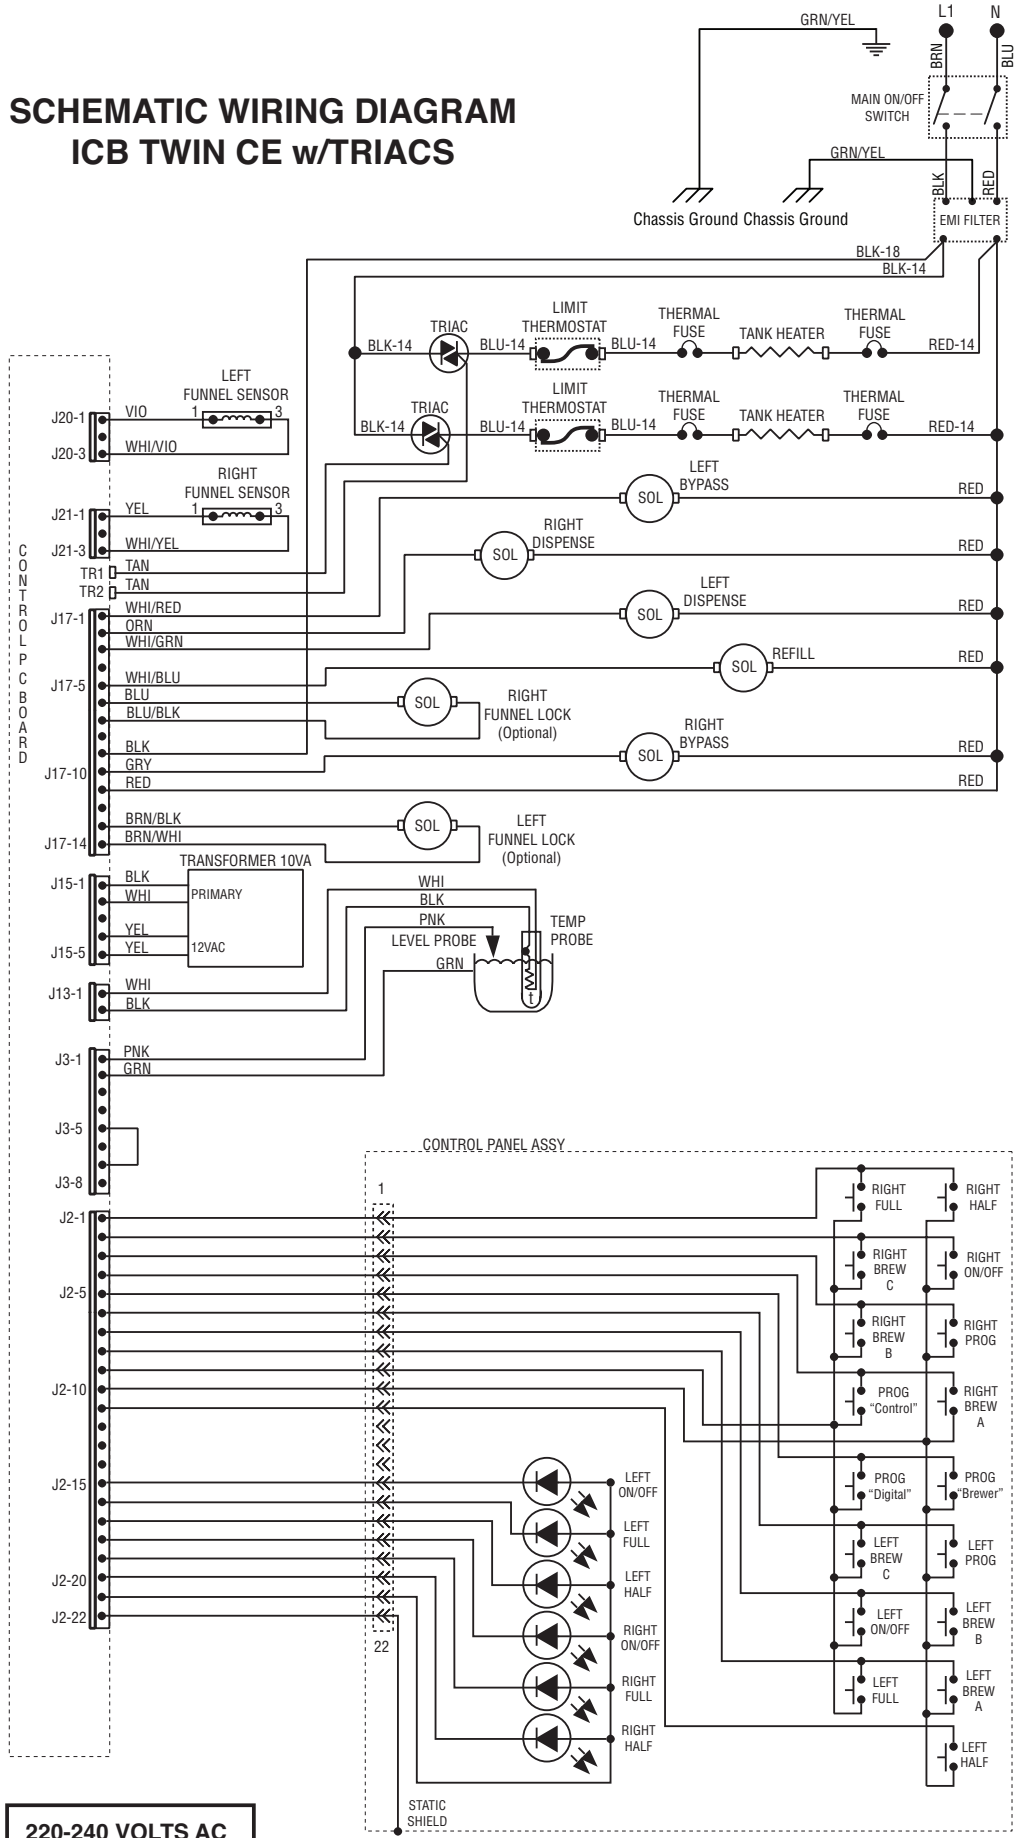 SCHEMATIC WIRING DIAGRAM
ICB TWIN CE w/TRIACS
L1
N
GRN/YEL
BRN
BLU
MAIN ON/OFF
SWITCH
GRN/YEL
BLK
RED
Chassis Ground
Chassis Ground
EMI FILTER
BLK-18
BLK-14
TRIAC
BLK-14
BLU-14
LIMIT
THERMOSTAT
BLU-14
THERMAL
FUSE
TANK HEATER
THERMAL
FUSE
RED-14
TRIAC
BLK-14
BLU-14
LIMIT
THERMOSTAT
BLU-14
THERMAL
FUSE
TANK HEATER
THERMAL
FUSE
RED-14
CONTROL PC BOARD
LEFT
FUNNEL SENSOR
J20-1
VIO
1
3
J20-3
WHI/VIO
RIGHT
FUNNEL SENSOR
J21-1
YEL
1
3
J21-3
WHI/YEL
TR1
TAN
TR2
TAN
SOL
LEFT
BYPASS
RED
SOL
RIGHT
DISPENSE
RED
SOL
LEFT
DISPENSE
RED
SOL
REFILL
RED
J17-1
WHI/RED
ORN
WHI/GRN
J17-5
WHI/BLU
BLU
BLU/BLK
SOL
RIGHT
FUNNEL LOCK
(Optional)
BLK
J17-10
GRY
RED
SOL
RIGHT
BYPASS
RED
RED
BRN/BLK
J17-14
BRN/WHI
SOL
LEFT
FUNNEL LOCK
(Optional)
TRANSFORMER 10VA
J15-1
BLK
WHI
PRIMARY
YEL
J15-5
YEL
12VAC
WHI
BLK
PNK
LEVEL PROBE
GRN
TEMP
PROBE
t
J13-1
WHI
BLK
J3-1
PNK
GRN
J3-5
J3-8
CONTROL PANEL ASSY
1
J2-1
J2-5
J2-10
J2-15
J2-20
J2-22
22
RIGHT
FULL
RIGHT
HALF
RIGHT
BREW
C
RIGHT
ON/OFF
RIGHT
BREW
B
RIGHT
PROG
PROG
“Control”
RIGHT
BREW
A
PROG
“Digital”
PROG
“Brewer”
LEFT
BREW
C
LEFT
PROG
LEFT
ON/OFF
LEFT
BREW
B
LEFT
FULL
LEFT
BREW
A
LEFT
HALF
LEFT
ON/OFF
LEFT
FULL
LEFT
HALF
RIGHT
ON/OFF
RIGHT
FULL
RIGHT
HALF
STATIC
SHIELD
220-240 VOLTS AC